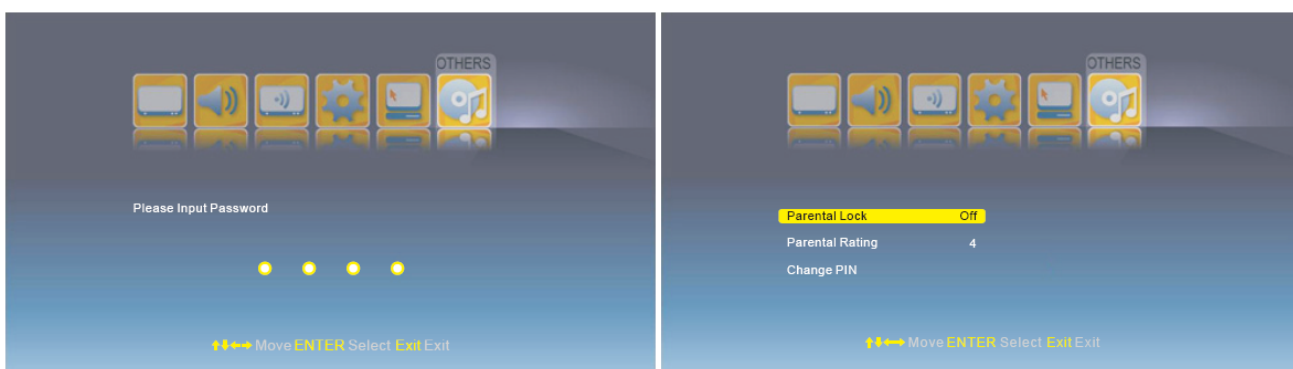 OTHERS
Please Input Password
Move ENTER Select Exit Exit
OTHERS
Parental Lock Off
Parental Rating 4
Change PIN
Move ENTER Select Exit Exit